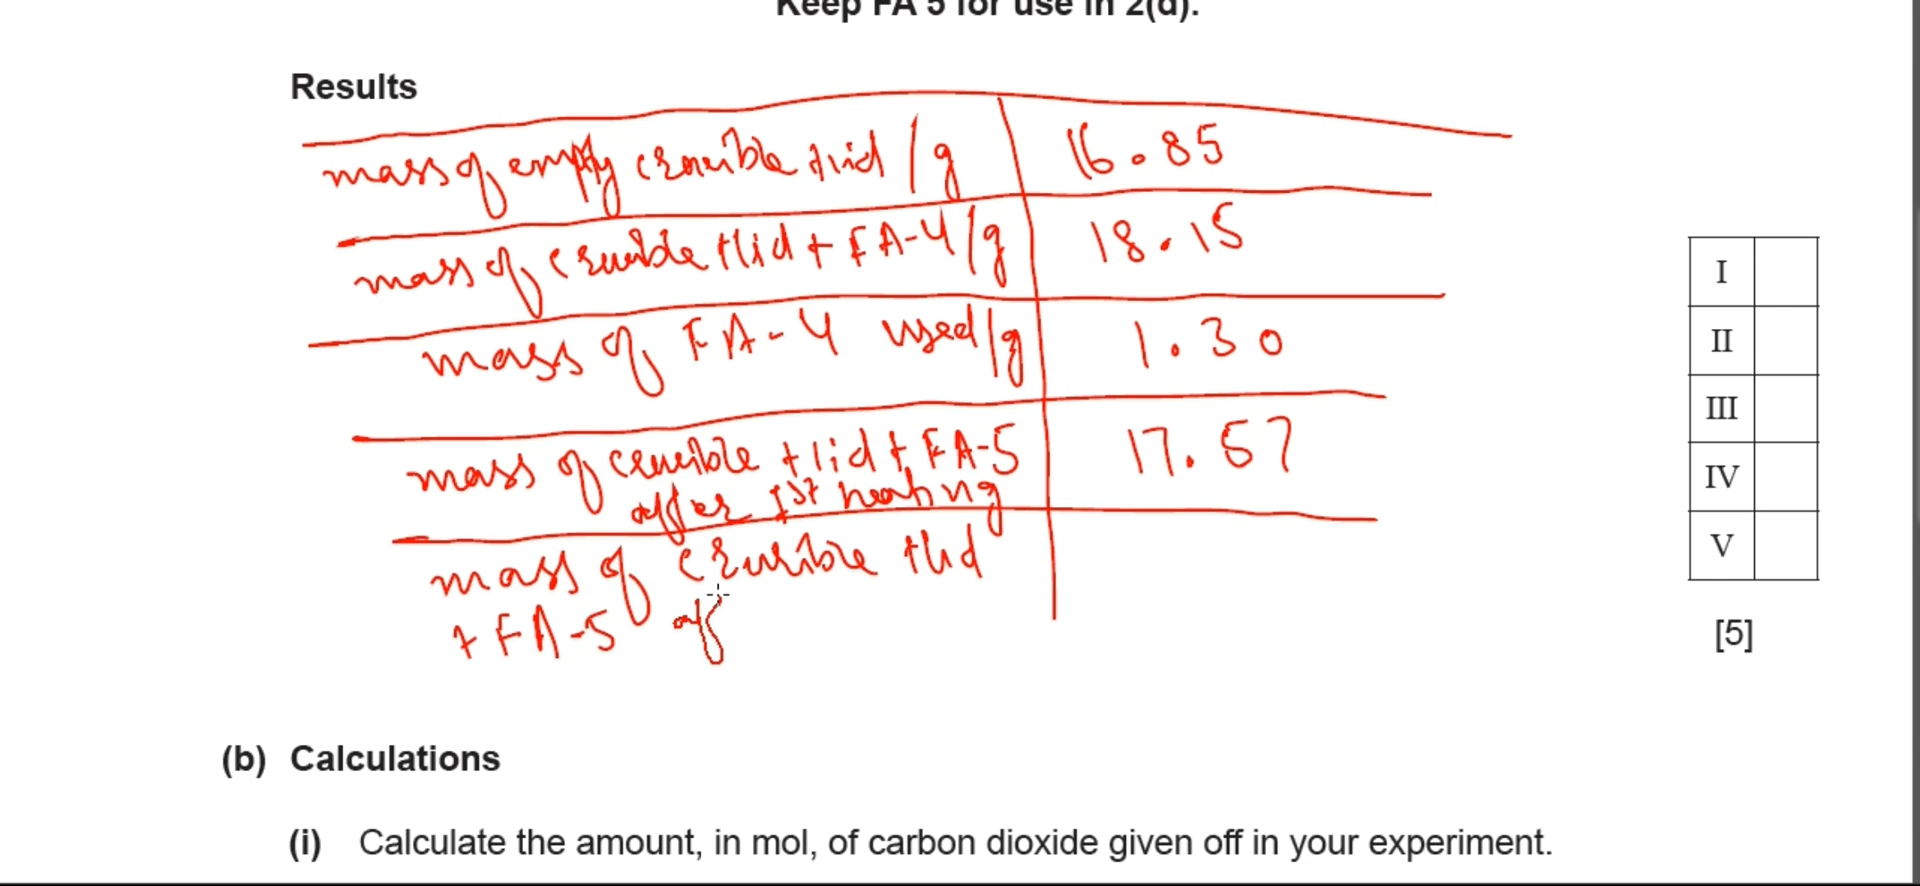 Keep FA 5 for use in 2(d).
Results
mass of empty crucible + lid / g 16.85
mass of crucible + lid + FA-4 / g 18.15
mass of FA-4 used / g 1.30
mass of crucible + lid + FA-5 17.57
after 1st heating
mass of crucible + lid
+ FA-5 af
I
II
III
IV
V
[5]
(b) Calculations
(i) Calculate the amount, in mol, of carbon dioxide given off in your experiment.